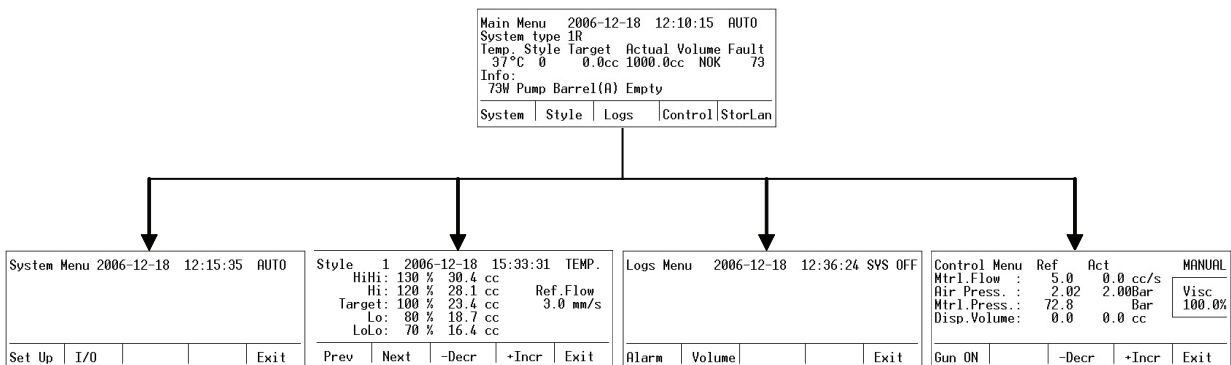 Main Menu 2006-12-18 12:10:15 AUTO
System type 1R
Temp. Style Target Actual Volume Fault
37°C 0 0.0cc 1000.0cc NOK 73
Info:
73W Pump Barrel(A) Empty
System Style Logs Control StorLan
System Menu 2006-12-18 12:15:35 AUTO
Set Up I/O Exit
Style 1 2006-12-18 15:33:31 TEMP.
HiHi: 130 % 30.4 cc
Hi: 120 % 28.1 cc Ref.Flow
Target: 100 % 23.4 cc 3.0 mm/s
Lo: 80 % 18.7 cc
LoLo: 70 % 16.4 cc
Prev Next -Decr +Incr Exit
Logs Menu 2006-12-18 12:36:24 SYS OFF
Alarm Volume Exit
Control Menu Ref Act MANUAL
Mtrl.Flow : 5.0 0.0 cc/s
Air Press. : 2.02 2.00Bar Visc
Mtrl.Press.: 72.8 Bar 100.0%
Disp.Volume: 0.0 0.0 cc
Gun ON -Decr +Incr Exit